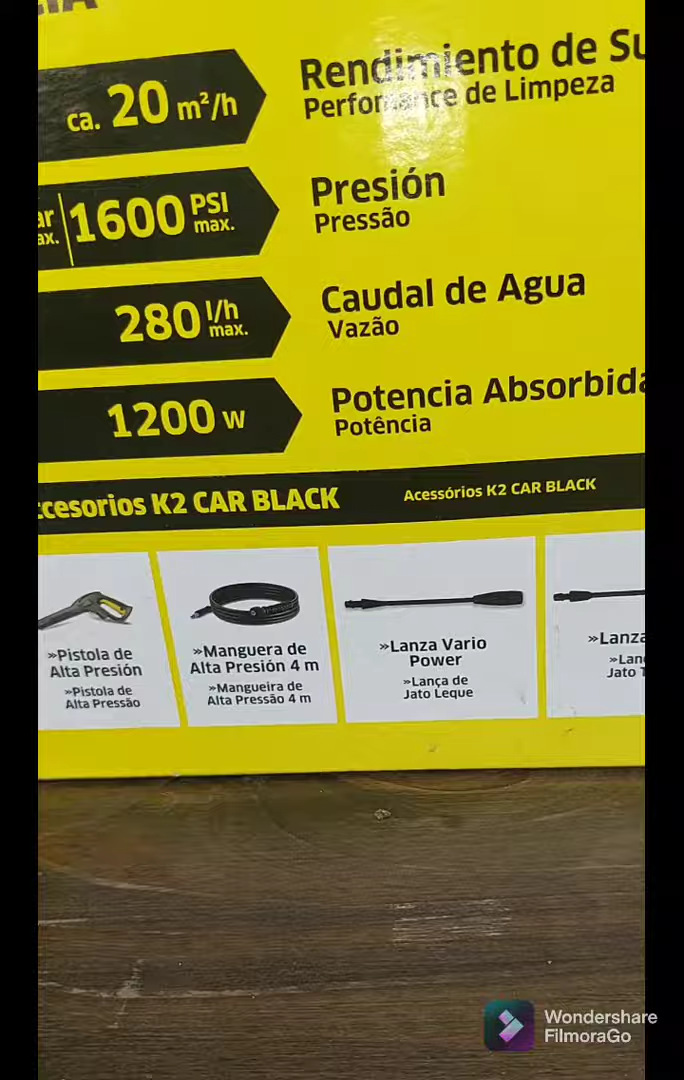 ca. 20 m²/h
Rendimiento de Su
Perfomance de Limpeza
1600 PSI max.
Presión
Pressão
280 l/h max.
Caudal de Agua
Vazão
1200 W
Potencia Absorbida
Potência
ccesorios K2 CAR BLACK
Acessórios K2 CAR BLACK
»Pistola de
Alta Presión
»Pistola de
Alta Pressão
»Manguera de
Alta Presión 4 m
»Mangueira de
Alta Pressão 4 m
»Lanza Vario
Power
»Lança de
Jato Leque
»Lanza
»Lan
Jato T
Wondershare
FilmoraGo